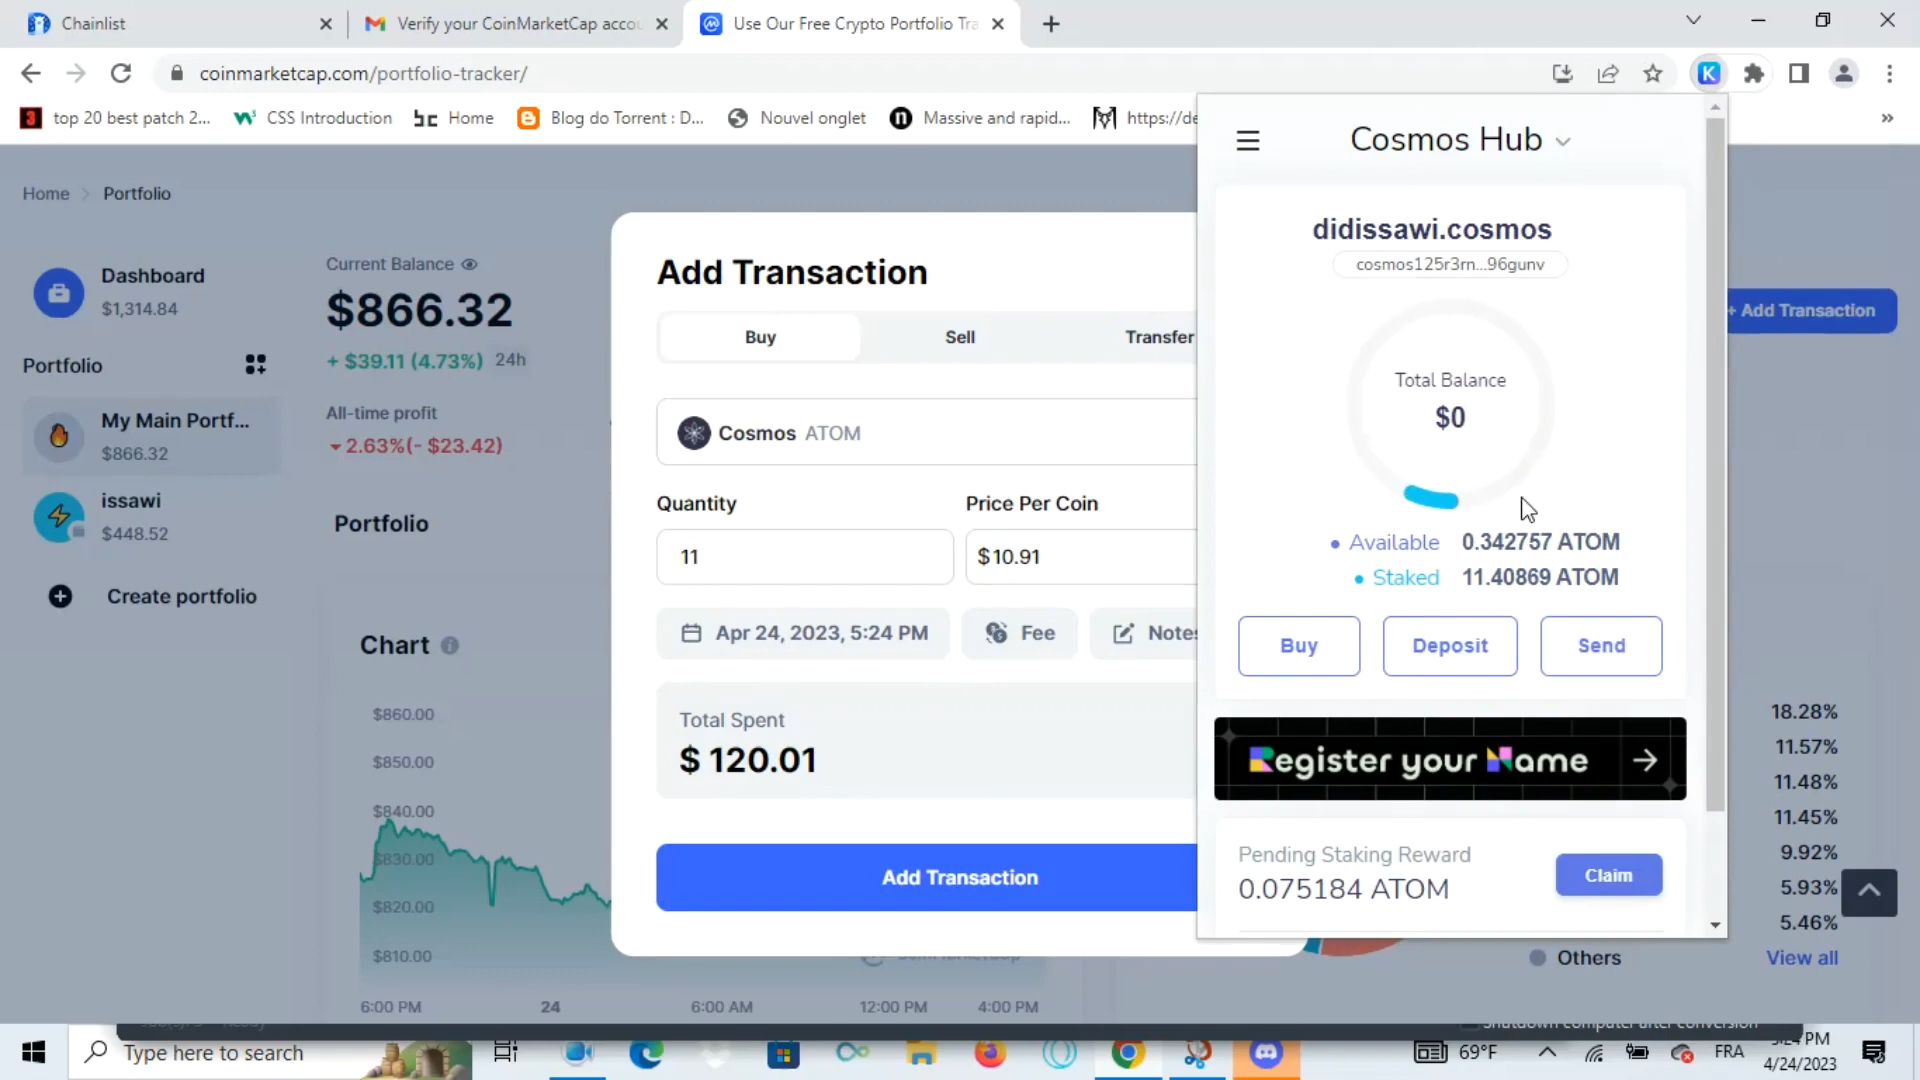 Chainlist
Verify your CoinMarketCap accou
Use Our Free Crypto Portfolio Tra
coinmarketcap.com/portfolio-tracker/
K
top 20 best patch 2...
CSS Introduction
Home
Blog do Torrent : D...
Nouvel onglet
Massive and rapid...
https://de
Home
Portfolio
Dashboard
$1,314.84
Portfolio
My Main Portf...
$866.32
issawi
$448.52
Create portfolio
Current Balance
$866.32
+ $39.11 (4.73%) 24h
All-time profit
2.63%(- $23.42)
Portfolio
Chart
$860.00
$850.00
$840.00
$830.00
$820.00
$810.00
6:00 PM
24
6:00 AM
12:00 PM
4:00 PM
Add Transaction
Buy
Sell
Transfer
Cosmos ATOM
Quantity
Price Per Coin
11
$10.91
Apr 24, 2023, 5:24 PM
Fee
Notes
Total Spent
$ 120.01
Add Transaction
Cosmos Hub
didissawi.cosmos
cosmos125r3rn...96gunv
Total Balance
$0
Available 0.342757 ATOM
Staked 11.40869 ATOM
Buy
Deposit
Send
Register your Name
Pending Staking Reward
0.075184 ATOM
Claim
+ Add Transaction
18.28%
11.57%
11.48%
11.45%
9.92%
5.93%
5.46%
Others
View all
Shutdown computer after conversion
Type here to search
69°F
FRA
4/24/2023